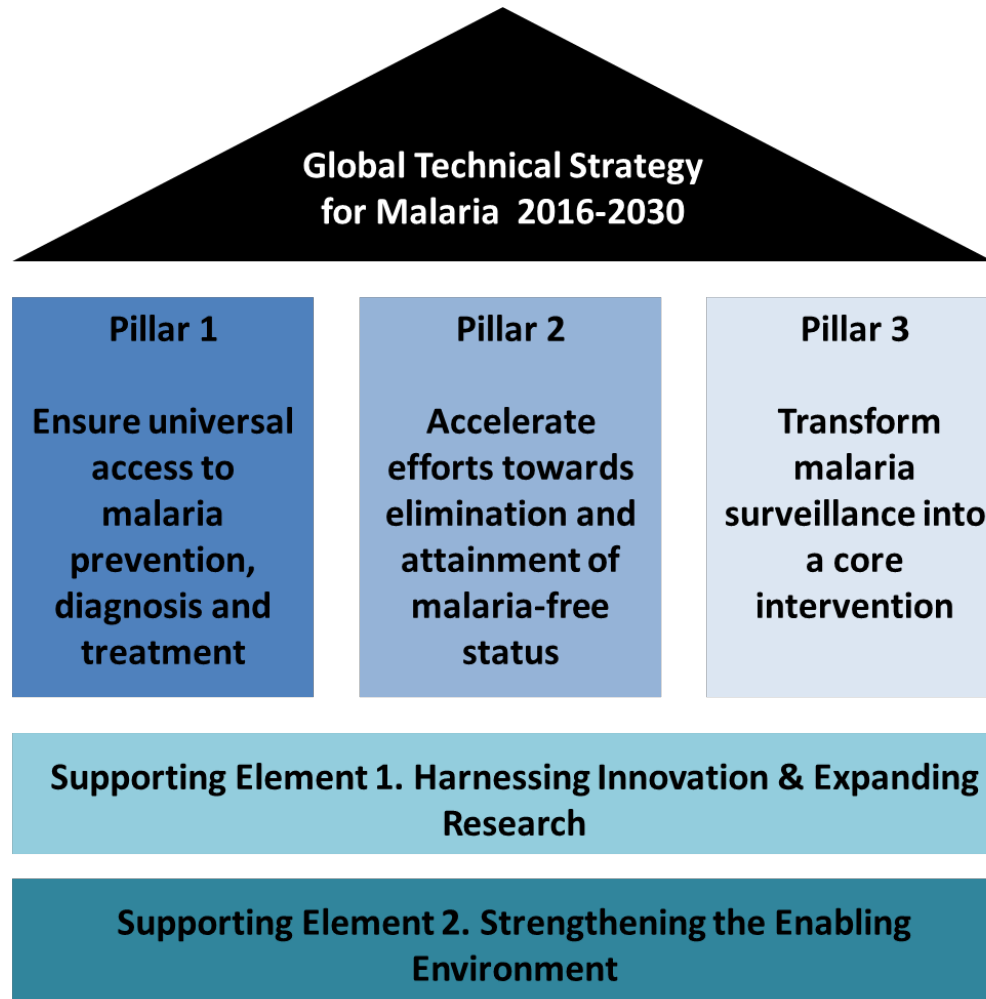 Global Technical Strategy
for Malaria 2016-2030
Pillar 1
Ensure universal
access to
malaria
prevention,
diagnosis and
treatment
Pillar 2
Accelerate
efforts towards
elimination and
attainment of
malaria-free
status
Pillar 3
Transform
malaria
surveillance into
a core
intervention
Supporting Element 1. Harnessing Innovation & Expanding
Research
Supporting Element 2. Strengthening the Enabling
Environment